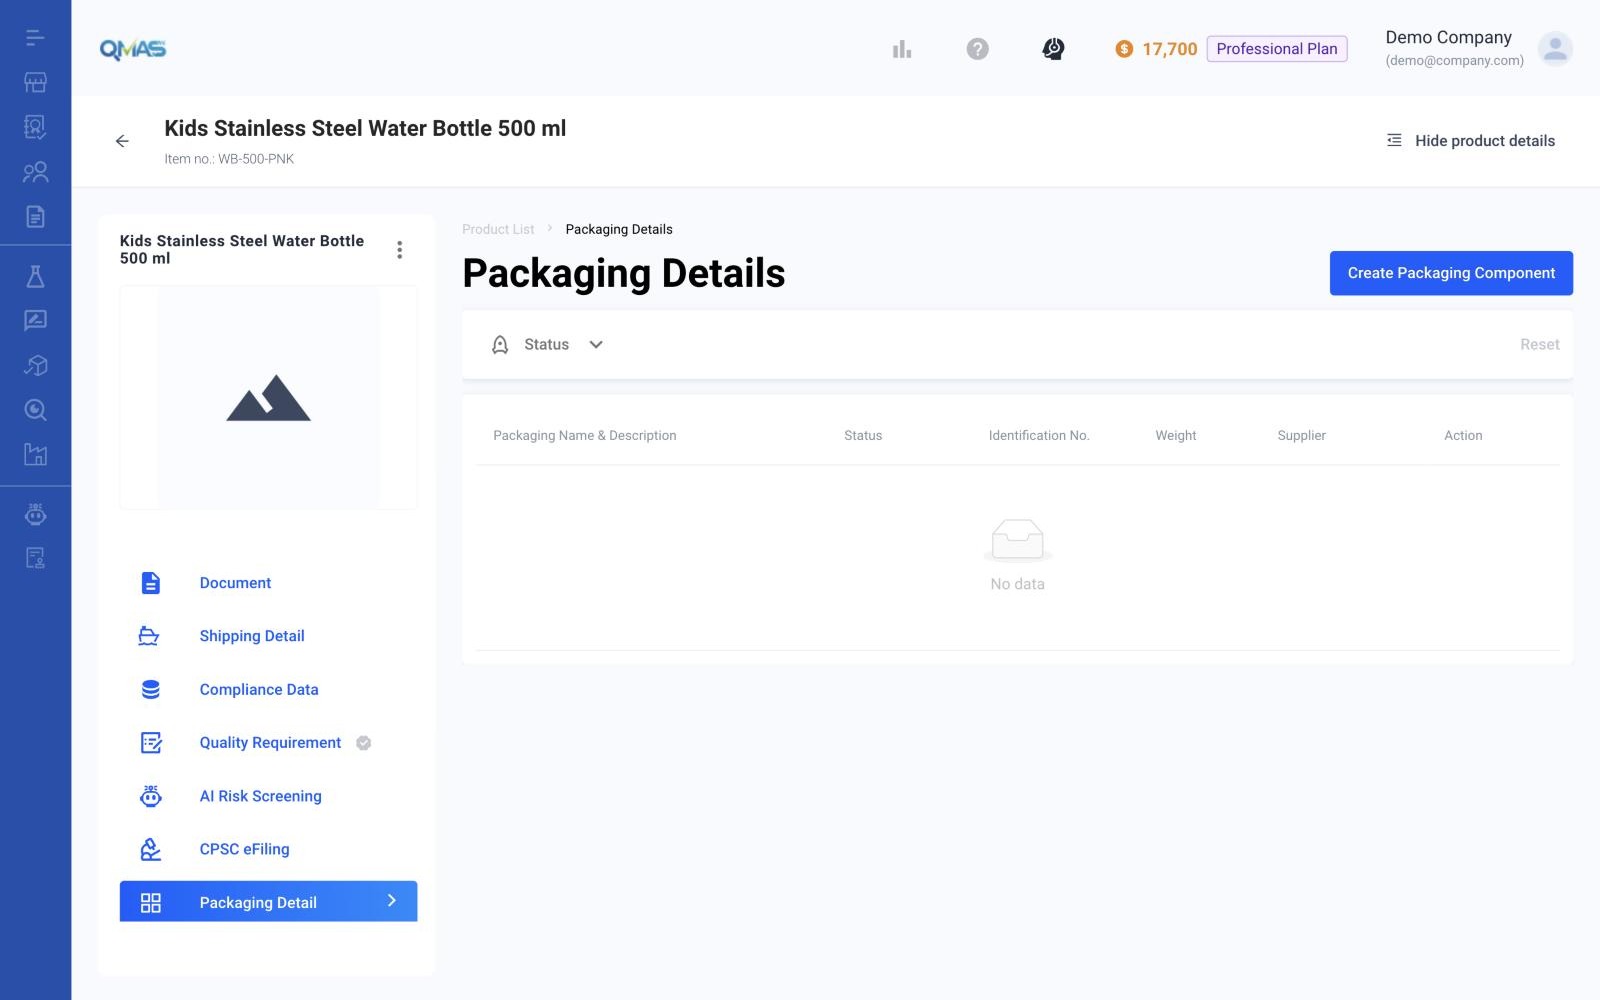 QMAS
17,700
Professional Plan
Demo Company
(demo@company.com)
Kids Stainless Steel Water Bottle 500 ml
Item no.: WB-500-PNK
Hide product details
Kids Stainless Steel Water Bottle
500 ml
Document
Shipping Detail
Compliance Data
Quality Requirement
AI Risk Screening
CPSC eFiling
Packaging Detail
Product List > Packaging Details
Packaging Details
Create Packaging Component
Status
Reset
Packaging Name & Description Status Identification No. Weight Supplier Action
No data